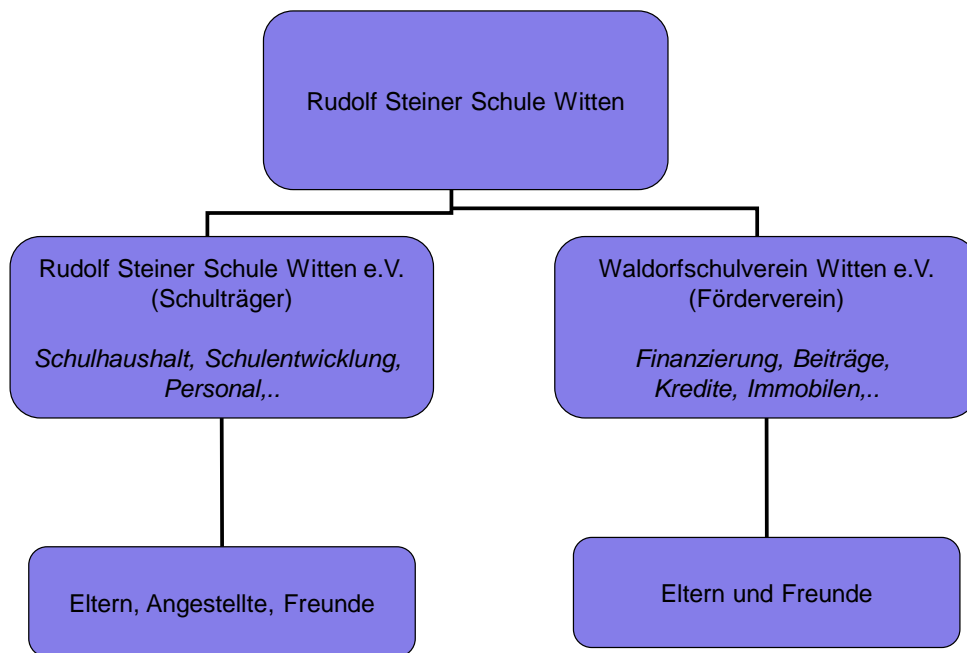 Rudolf Steiner Schule Witten
Rudolf Steiner Schule Witten e.V.
(Schulträger)
Schulhaushalt, Schulentwicklung,
Personal,..
Waldorfschulverein Witten e.V.
(Förderverein)
Finanzierung, Beiträge,
Kredite, Immobilen,..
Eltern, Angestellte, Freunde
Eltern und Freunde